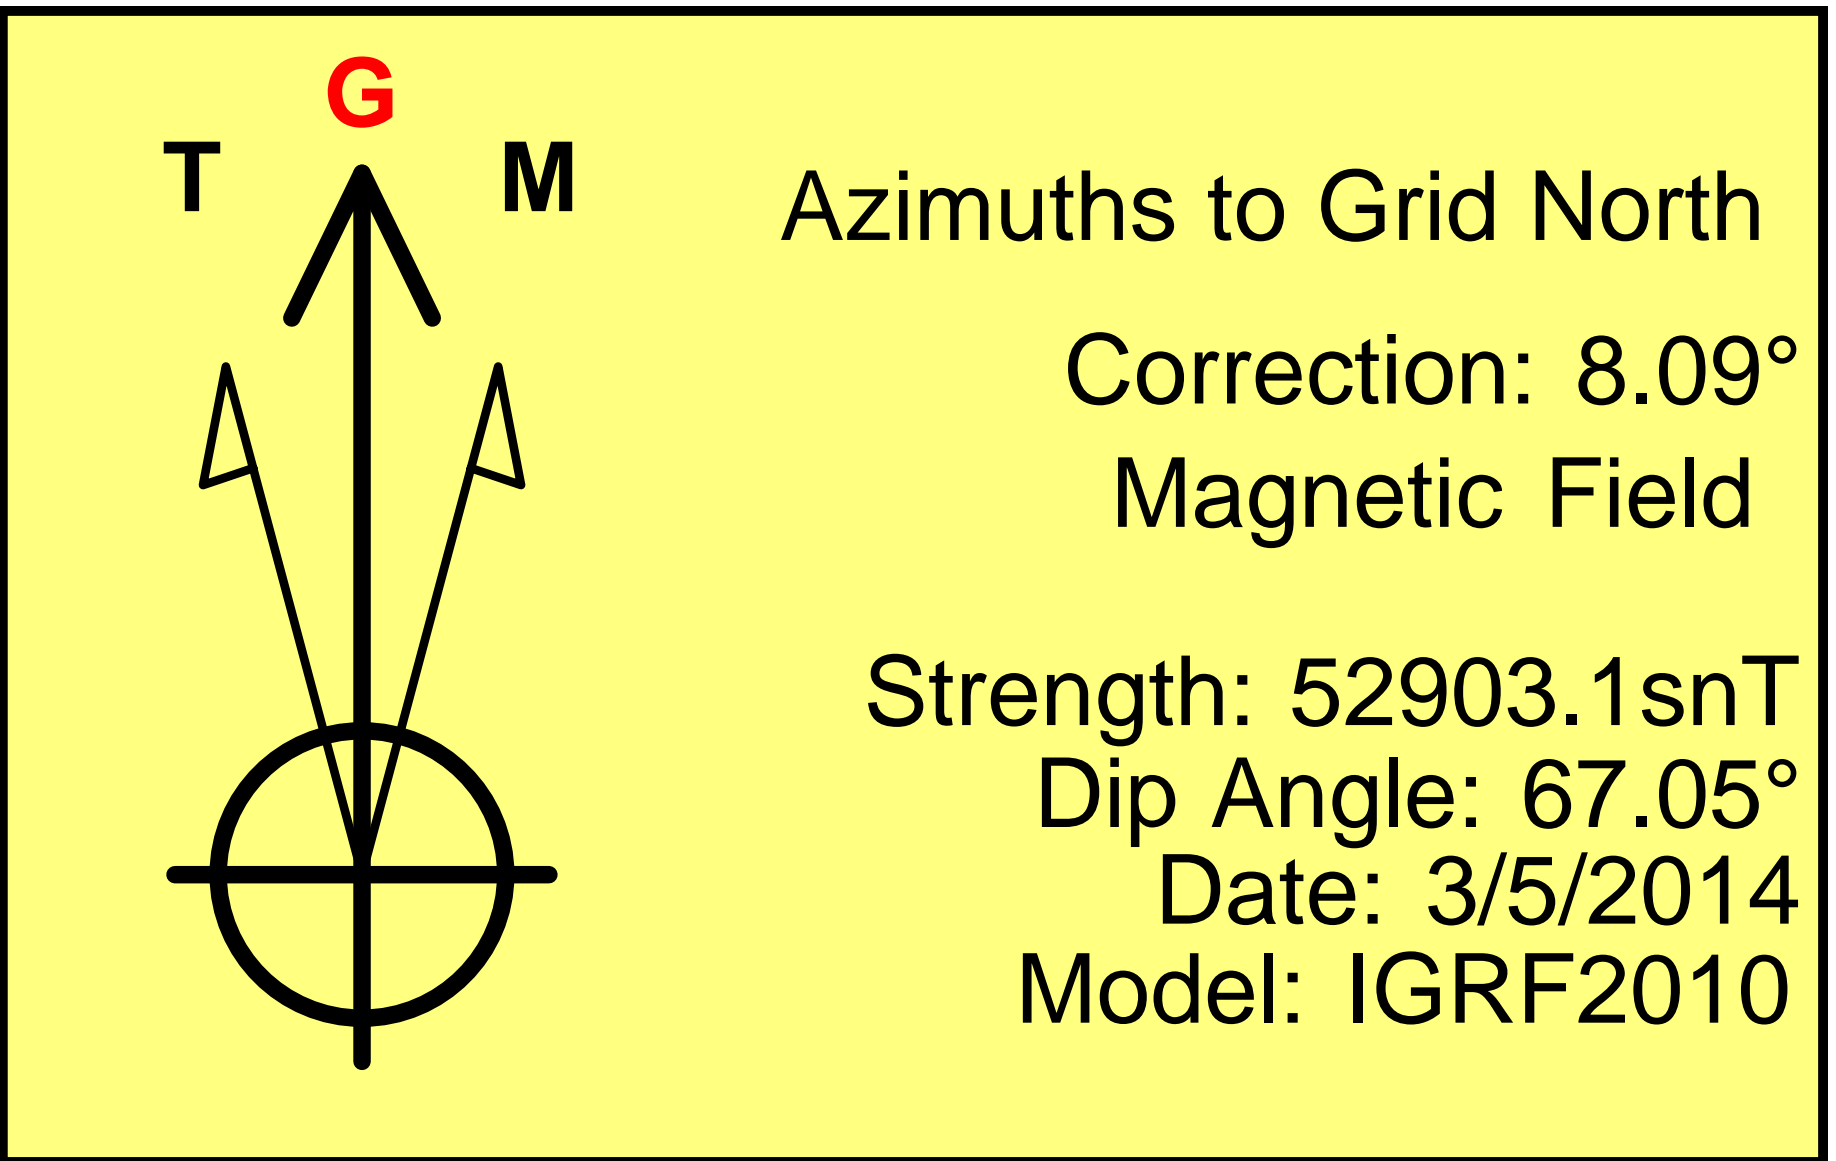 G
T M
Azimuths to Grid North
Correction: 8.09°
Magnetic Field
Strength: 52903.1snT
Dip Angle: 67.05°
Date: 3/5/2014
Model: IGRF2010